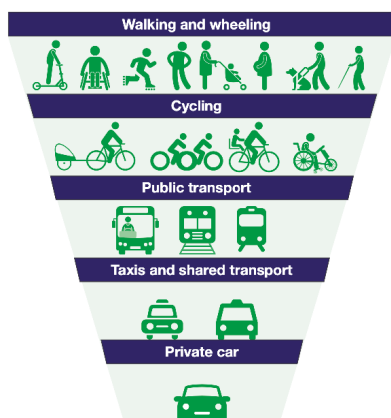 Walking and wheeling
Cycling
Public transport
Taxis and shared transport
Private car